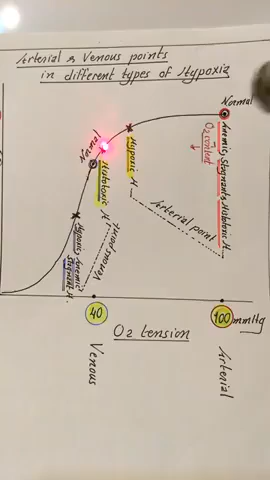 Arterial & Venous points
in different types of Hypoxia
Normal
Anemic, Stagnant & Histotoxic H
O2 content
Hypoxic H
Arterial point
Normal
Histotoxic H
Venous point
Hypoxic, Anemic
Stagnant H.
40
100 mmHg
O2 tension
Venous
Arterial